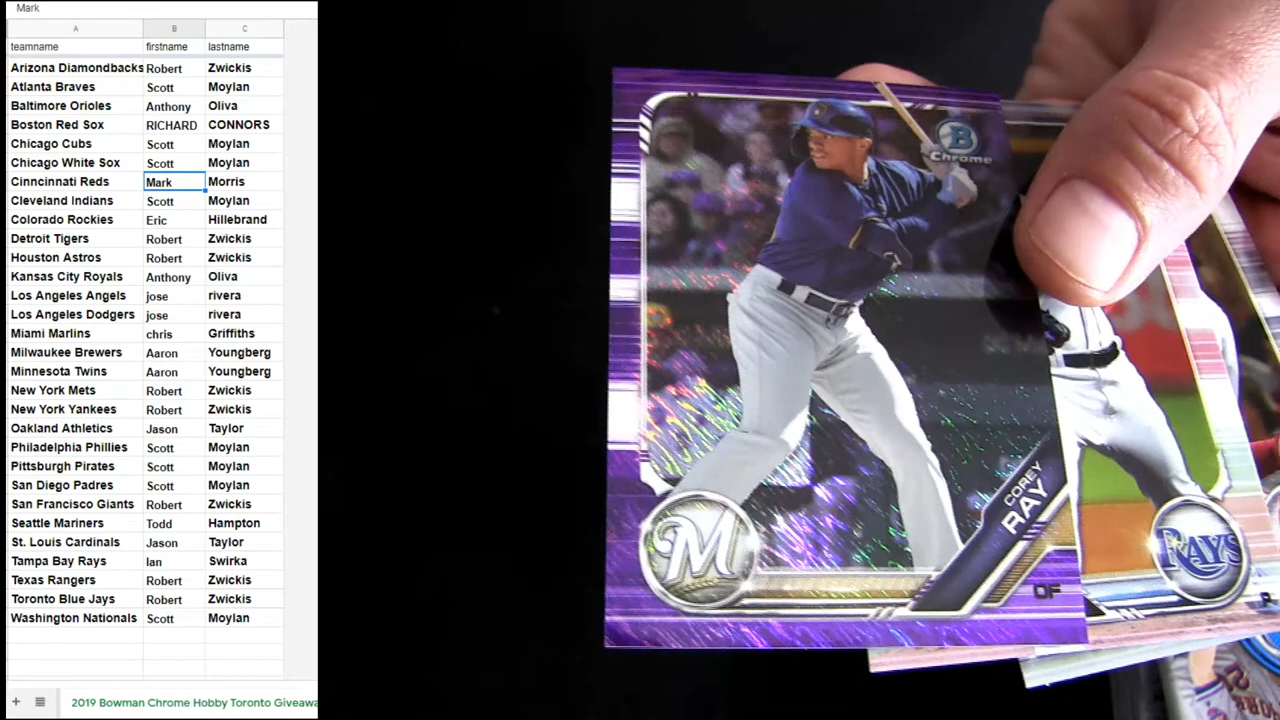 Mark
A B C
teamname firstname lastname
Arizona Diamondbacks Robert Zwickis
Atlanta Braves Scott Moylan
Baltimore Orioles Anthony Oliva
Boston Red Sox RICHARD CONNORS
Chicago Cubs Scott Moylan
Chicago White Sox Scott Moylan
Cinncinnati Reds Mark Morris
Cleveland Indians Scott Moylan
Colorado Rockies Eric Hillebrand
Detroit Tigers Robert Zwickis
Houston Astros Robert Zwickis
Kansas City Royals Anthony Oliva
Los Angeles Angels jose rivera
Los Angeles Dodgers jose rivera
Miami Marlins chris Griffiths
Milwaukee Brewers Aaron Youngberg
Minnesota Twins Aaron Youngberg
New York Mets Robert Zwickis
New York Yankees Robert Zwickis
Oakland Athletics Jason Taylor
Philadelphia Phillies Scott Moylan
Pittsburgh Pirates Scott Moylan
San Diego Padres Scott Moylan
San Francisco Giants Robert Zwickis
Seattle Mariners Todd Hampton
St. Louis Cardinals Jason Taylor
Tampa Bay Rays Ian Swirka
Texas Rangers Robert Zwickis
Toronto Blue Jays Robert Zwickis
Washington Nationals Scott Moylan
2019 Bowman Chrome Hobby Toronto Giveawa
B
Chrome
COREY
RAY
OF
M
RAYS
P